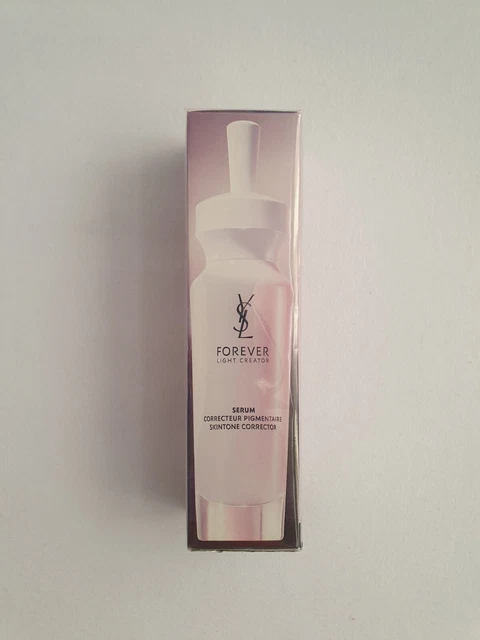 YSL
FOREVER
LIGHT CREATOR
SERUM
CORRECTEUR PIGMENTAIRE
SKINTONE CORRECTOR